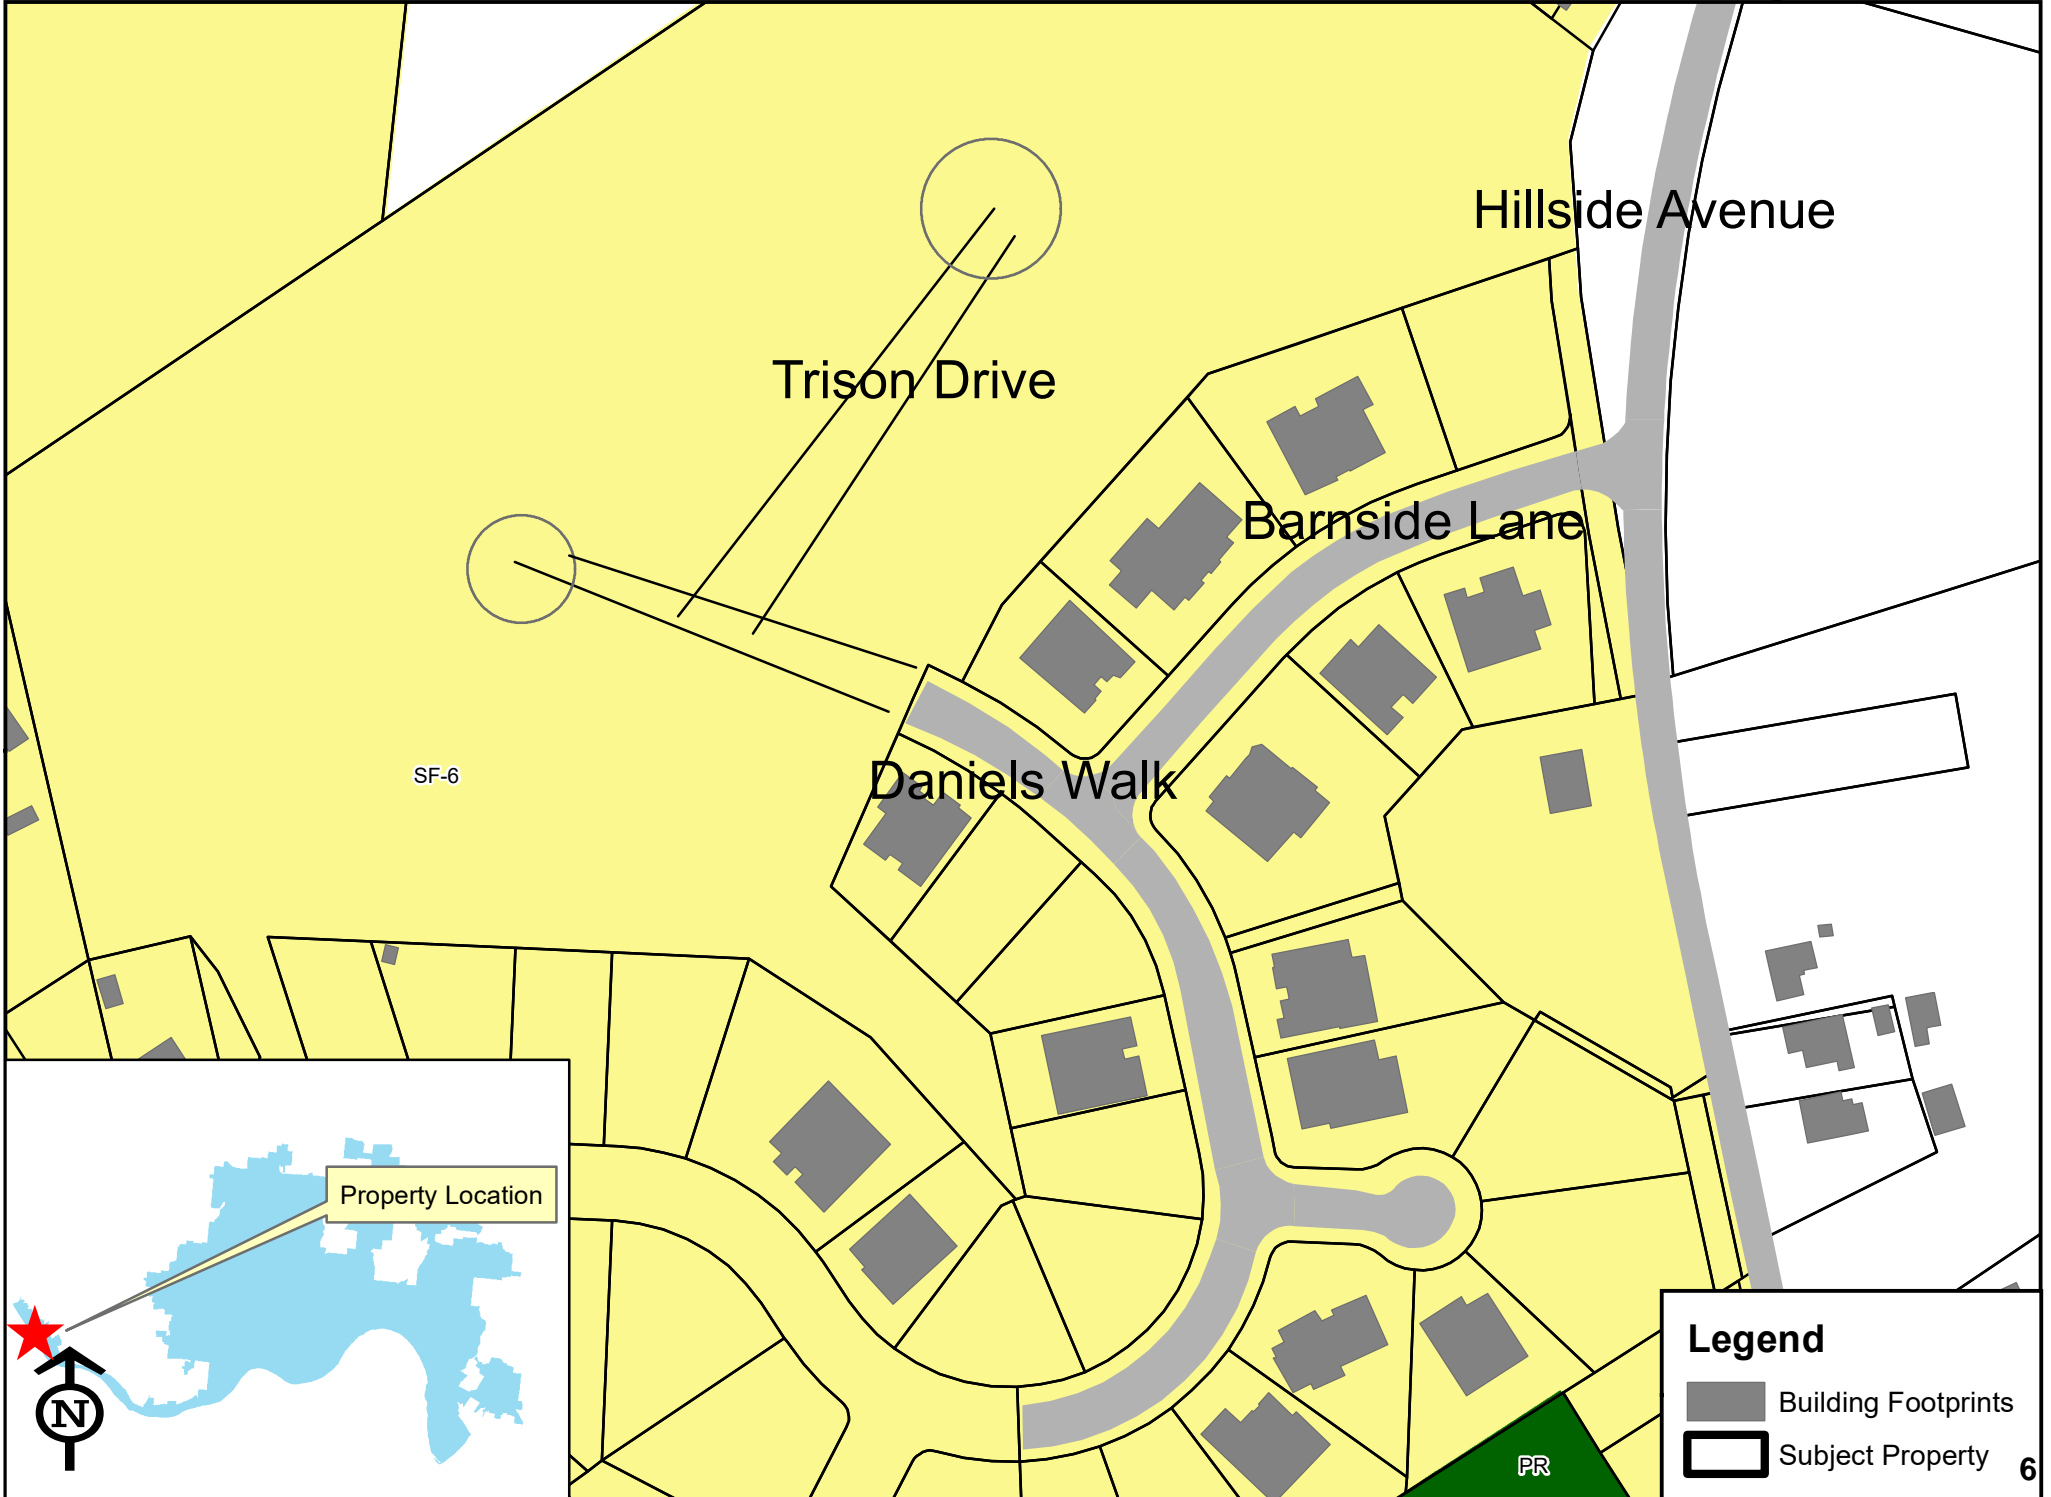 Hillside Avenue
Trison Drive
Barnside Lane
Daniels Walk
SF-6
Property Location
N
PR
Legend
Building Footprints
Subject Property
6